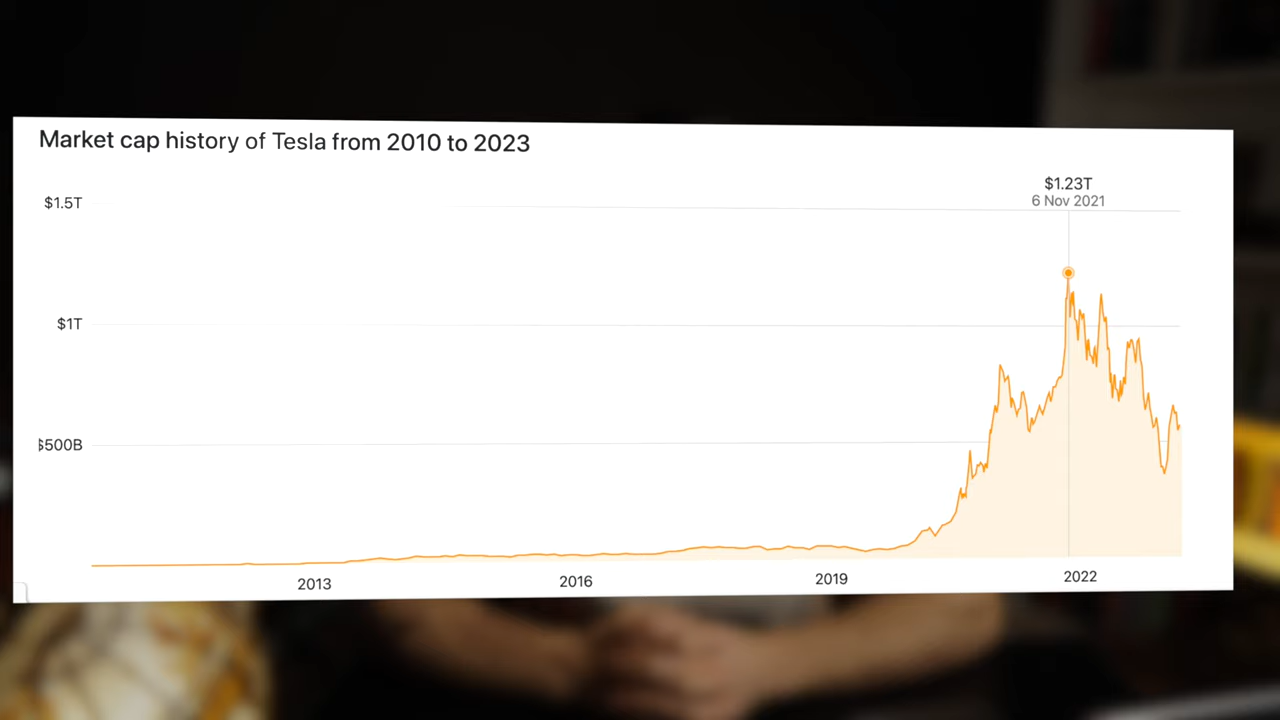 Market cap history of Tesla from 2010 to 2023
$1.23T
6 Nov 2021
$1.5T
$1T
$500B
2013
2016
2019
2022